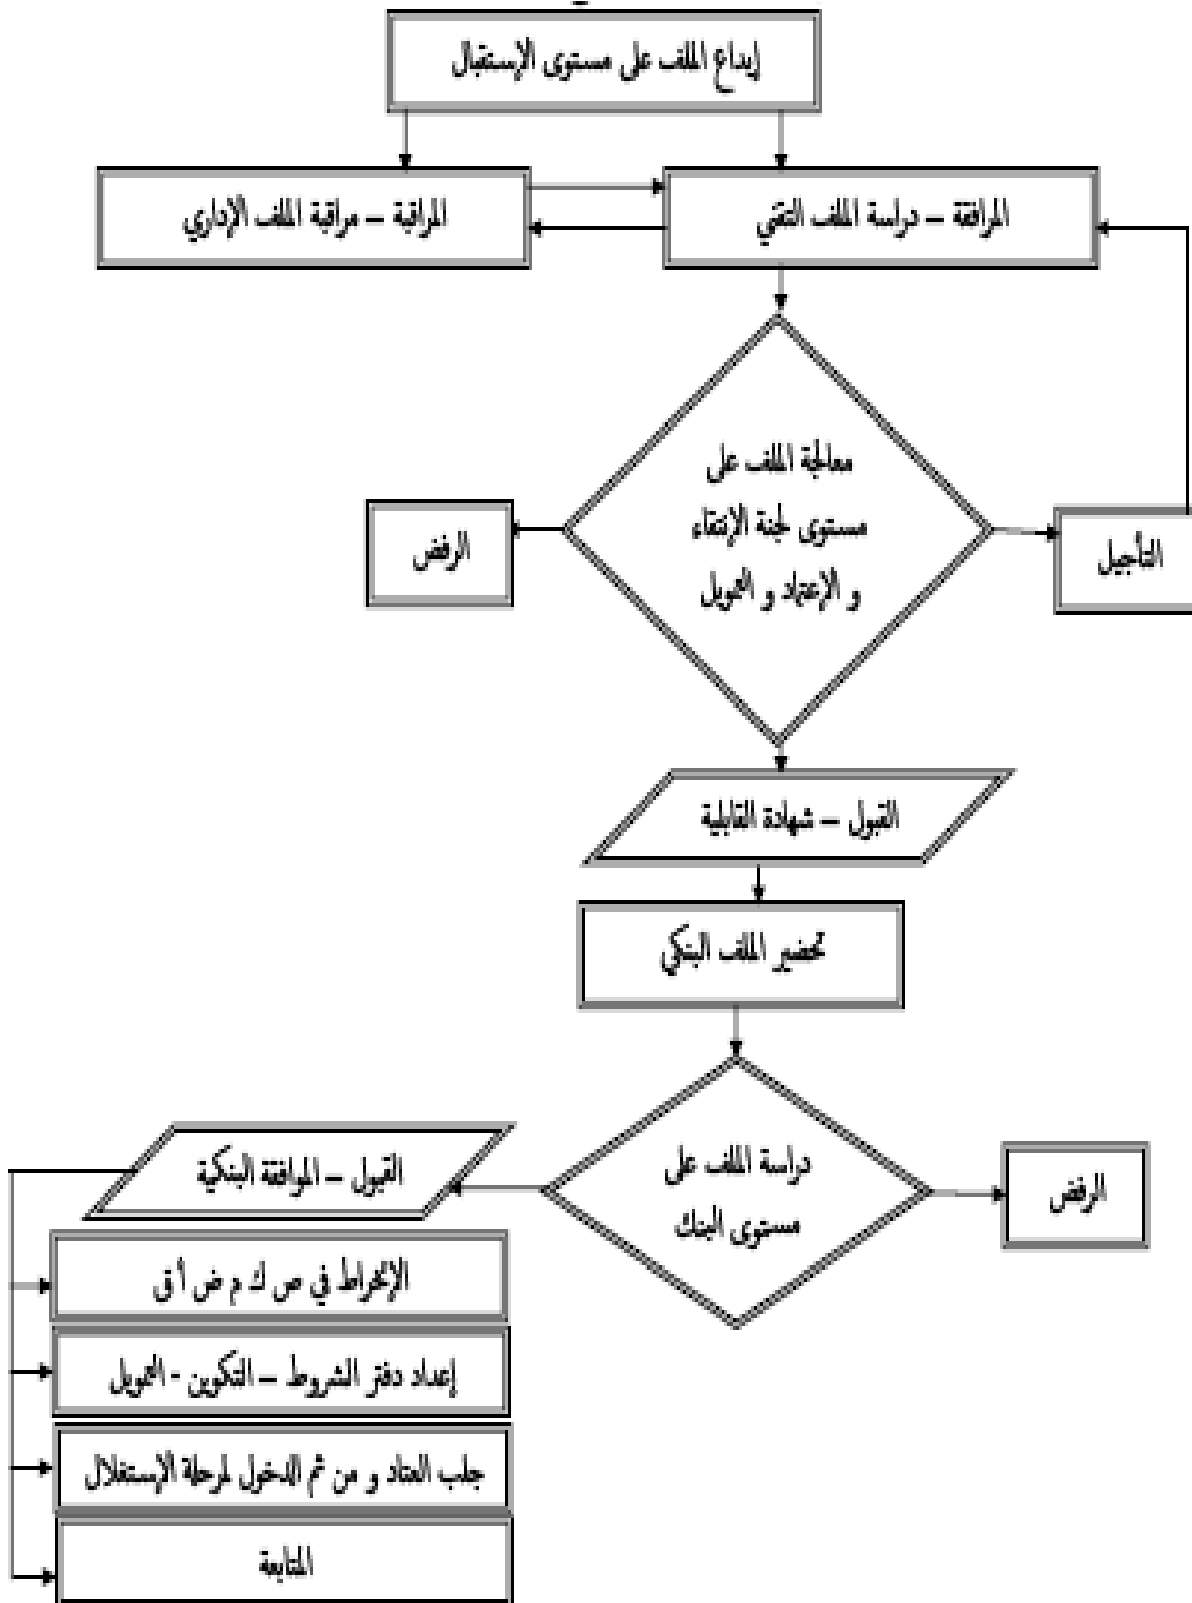 إيداع الملف على مستوى الإستقبال
المرافقة – دراسة الملف التقني
المراقبة – مراقبة الملف الإداري
معالجة الملف على
مستوى لجنة الإنتقاء
و الإعتماد و التمويل
التأجيل
الرفض
القبول – شهادة القابلية
تحضير الملف البنكي
دراسة الملف على
مستوى البنك
الرفض
القبول – الموافقة البنكية
الإنخراط في ص ك م ض أ ق
إعداد دفتر الشروط – التكوين - التمويل
جلب العتاد و من ثم الدخول لمرحلة الإستغلال
المتابعة